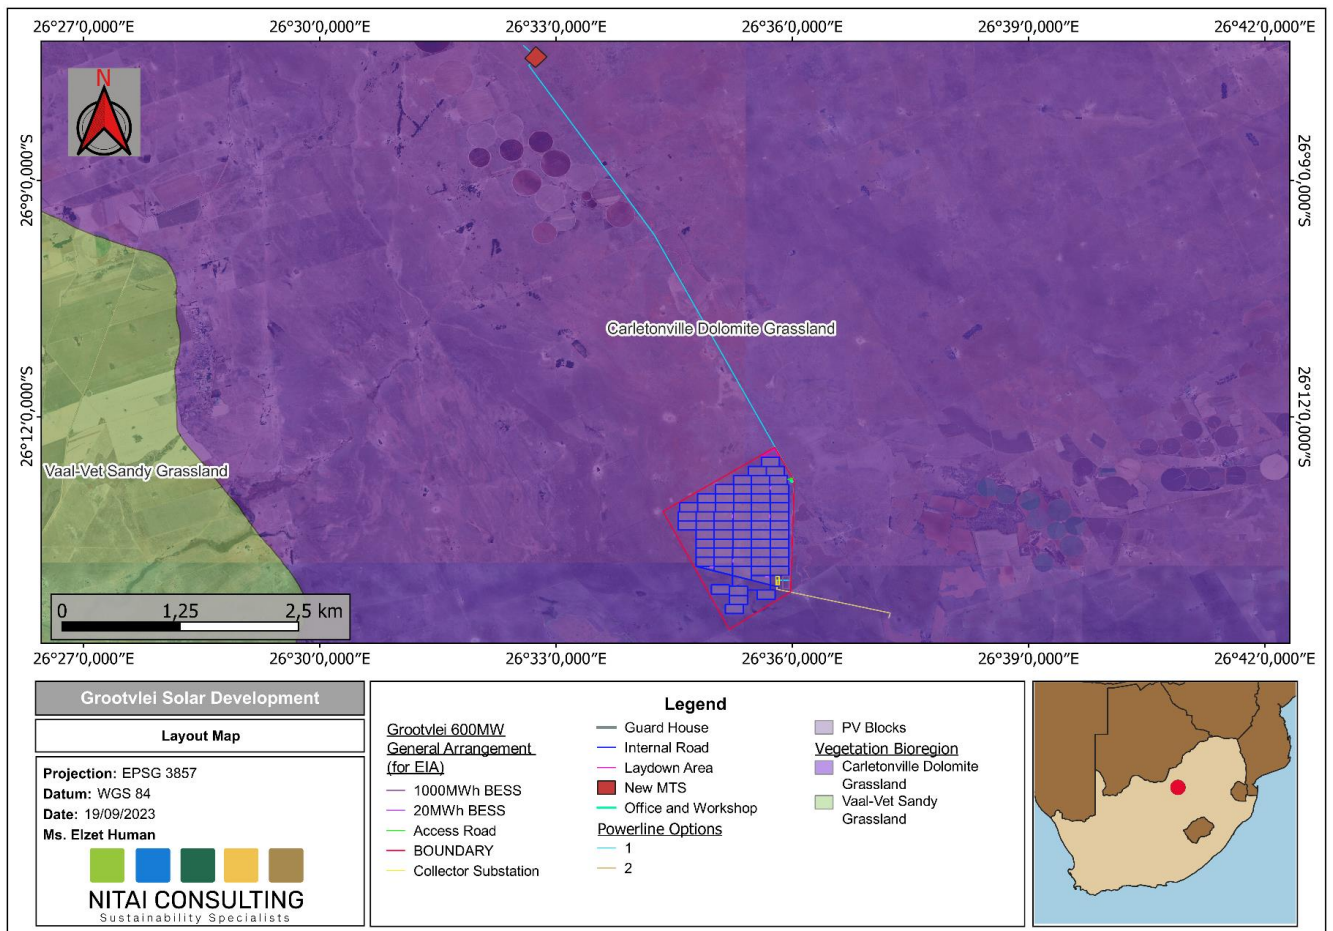 26°27'0,000"E 26°30'0,000"E 26°33'0,000"E 26°36'0,000"E 26°39'0,000"E 26°42'0,000"E
N
26°9'0,000"S
26°9'0,000"S
Carletonville Dolomite Grassland
26°12'0,000"S
26°12'0,000"S
Vaal-Vet Sandy Grassland
0 1,25 2,5 km
26°27'0,000"E 26°30'0,000"E 26°33'0,000"E 26°36'0,000"E 26°39'0,000"E 26°42'0,000"E
Grootvlei Solar Development
Layout Map
Projection: EPSG 3857
Datum: WGS 84
Date: 19/09/2023
Ms. Elzet Human
NITAI CONSULTING
Sustainability Specialists
Legend
Grootvlei 600MW
General Arrangement
(for EIA)
1000MWh BESS
20MWh BESS
Access Road
BOUNDARY
Collector Substation
Guard House
Internal Road
Laydown Area
New MTS
Office and Workshop
Powerline Options
1
2
PV Blocks
Vegetation Bioregion
Carletonville Dolomite
Grassland
Vaal-Vet Sandy
Grassland